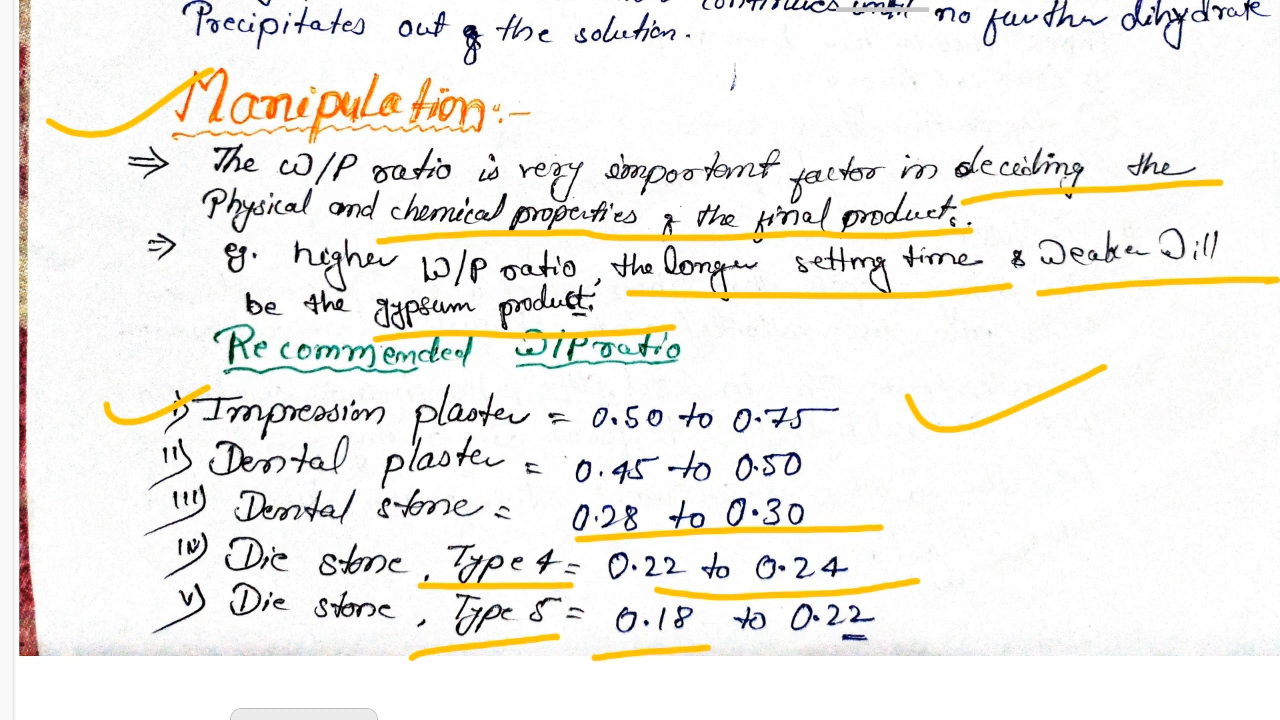 continues until no further dihydrate
Precipitates out of the solution.
Manipulation:-
⇒ The W/P ratio is very important factor in deceiding the
Physical and chemical properties of the final product.
⇒ eg. higher W/P ratio, the longer setting time & weaker will
be the gypsum product.
Recommended W/P ratio
i) Impression plaster = 0.50 to 0.75
ii) Dental plaster = 0.45 to 0.50
iii) Dental stone = 0.28 to 0.30
iv) Die stone, Type 4 = 0.22 to 0.24
v) Die stone, Type 5 = 0.18 to 0.22